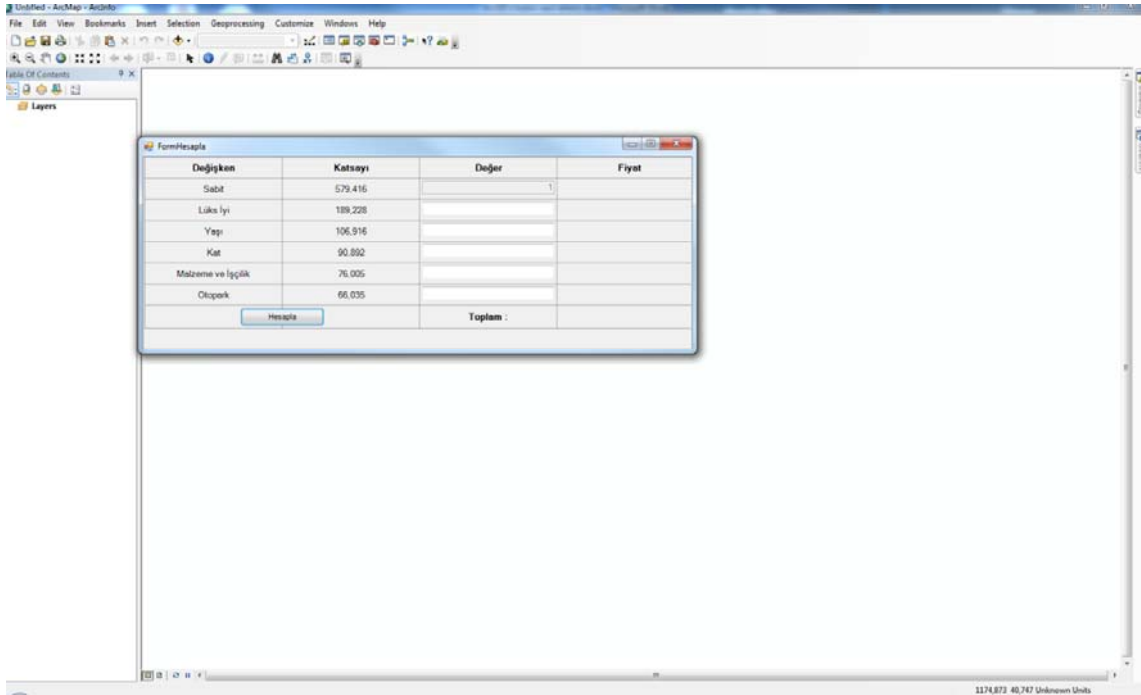 Untitled - ArcMap - ArcInfo
File Edit View Bookmarks Insert Selection Geoprocessing Customize Windows Help
Table Of Contents
Layers
FormHesapla
Değişken Katsayı Değer Fiyat
Sabit 579,416 1
Lüks İyi 189,228
Yaşı 106,916
Kat 90,892
Malzeme ve İşçilik 76,005
Otopark 66,035
Hesapla Toplam :
1174,873 40,747 Unknown Units